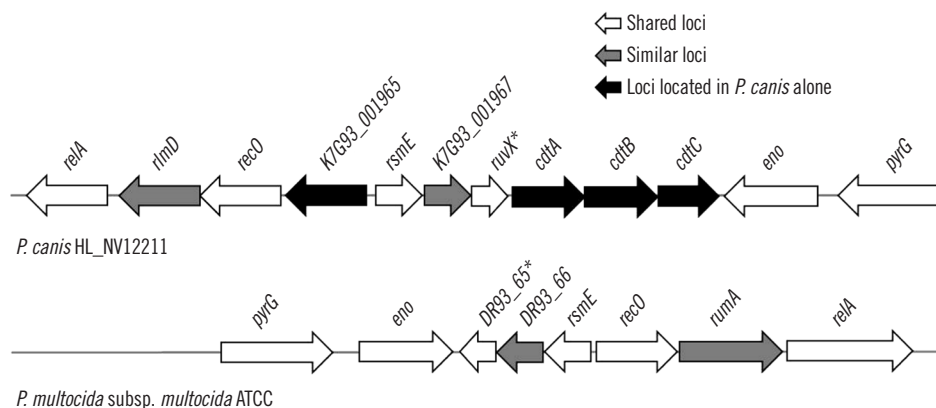 Shared loci
Similar loci
Loci located in P. canis alone
relA
rlmD
recO
K7G93_001965
rsmE
K7G93_001967
ruvX*
cdtA
cdtB
cdtC
eno
pyrG
P. canis HL_NV12211
pyrG
eno
DR93_65*
DR93_66
rsmE
recO
rumA
relA
P. multocida subsp. multocida ATCC